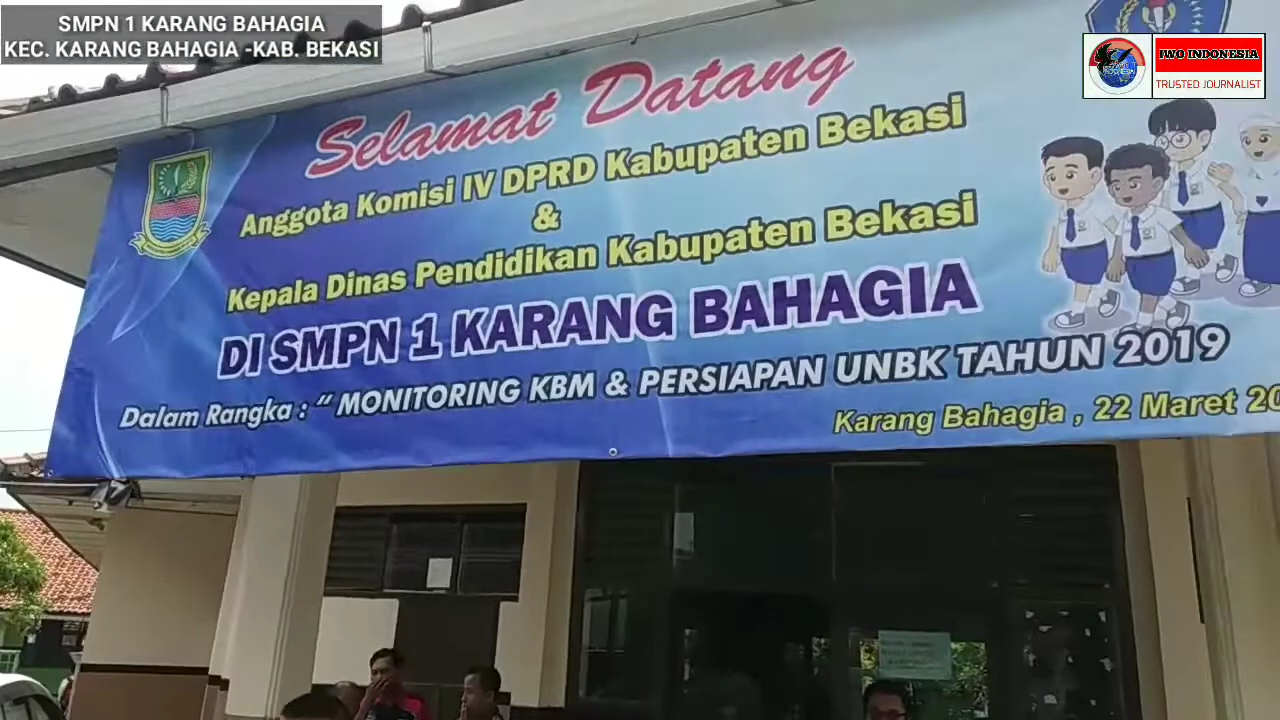 SMPN 1 KARANG BAHAGIA
KEC. KARANG BAHAGIA -KAB. BEKASI
IWO INDONESIA
TRUSTED JOURNALIST
Selamat Datang
Anggota Komisi IV DPRD Kabupaten Bekasi
&
Kepala Dinas Pendidikan Kabupaten Bekasi
DI SMPN 1 KARANG BAHAGIA
Dalam Rangka : “ MONITORING KBM & PERSIAPAN UNBK TAHUN 2019
Karang Bahagia , 22 Maret 20